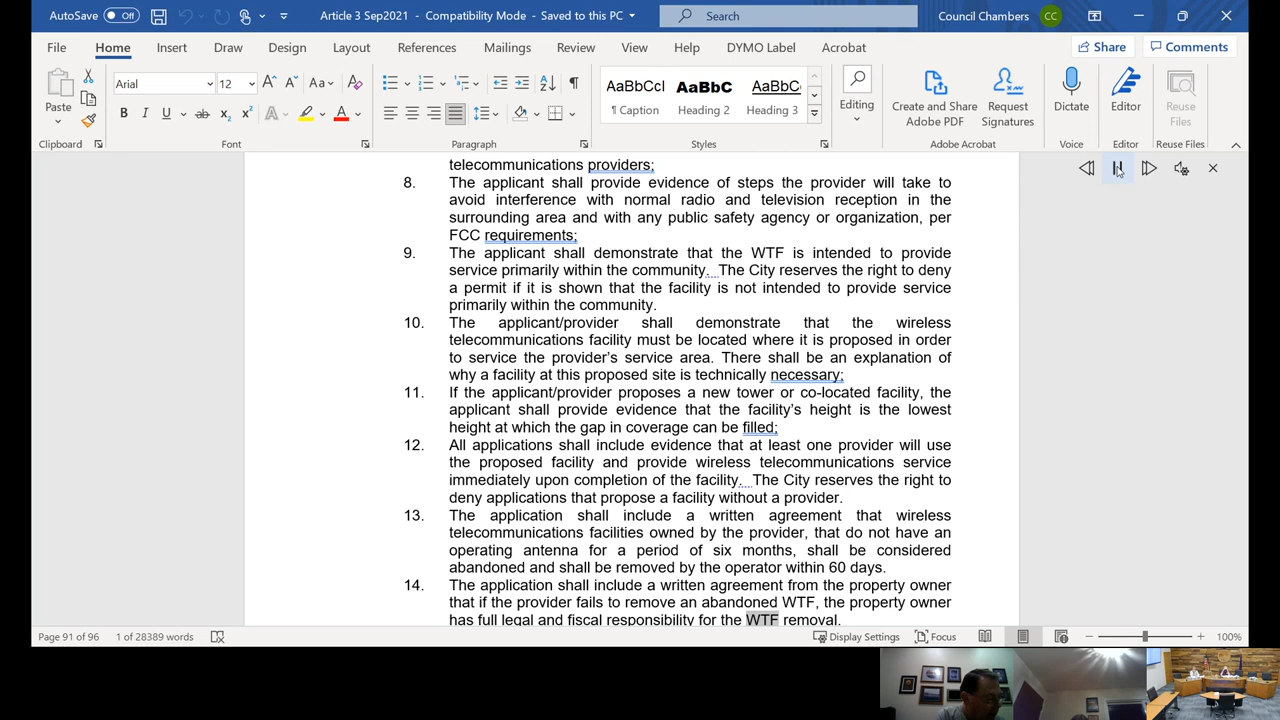 AutoSave Off Article 3 Sep2021 - Compatibility Mode - Saved to this PC Search Council Chambers CC
File Home Insert Draw Design Layout References Mailings Review View Help DYMO Label Acrobat Share Comments
Paste
Arial 12
AaBbCcI AaBbC AaBbC
¶ Caption Heading 2 Heading 3
Editing
Create and Share Adobe PDF
Request Signatures
Dictate
Editor
Reuse Files
Clipboard Font Paragraph Styles Adobe Acrobat Voice Editor Reuse Files
telecommunications providers;
8. The applicant shall provide evidence of steps the provider will take to
avoid interference with normal radio and television reception in the
surrounding area and with any public safety agency or organization, per
FCC requirements;
9. The applicant shall demonstrate that the WTF is intended to provide
service primarily within the community. The City reserves the right to deny
a permit if it is shown that the facility is not intended to provide service
primarily within the community.
10. The applicant/provider shall demonstrate that the wireless
telecommunications facility must be located where it is proposed in order
to service the provider's service area. There shall be an explanation of
why a facility at this proposed site is technically necessary;
11. If the applicant/provider proposes a new tower or co-located facility, the
applicant shall provide evidence that the facility's height is the lowest
height at which the gap in coverage can be filled;
12. All applications shall include evidence that at least one provider will use
the proposed facility and provide wireless telecommunications service
immediately upon completion of the facility. The City reserves the right to
deny applications that propose a facility without a provider.
13. The application shall include a written agreement that wireless
telecommunications facilities owned by the provider, that do not have an
operating antenna for a period of six months, shall be considered
abandoned and shall be removed by the operator within 60 days.
14. The application shall include a written agreement from the property owner
that if the provider fails to remove an abandoned WTF, the property owner
has full legal and fiscal responsibility for the WTF removal.
Page 91 of 96 1 of 28389 words Display Settings Focus 100%